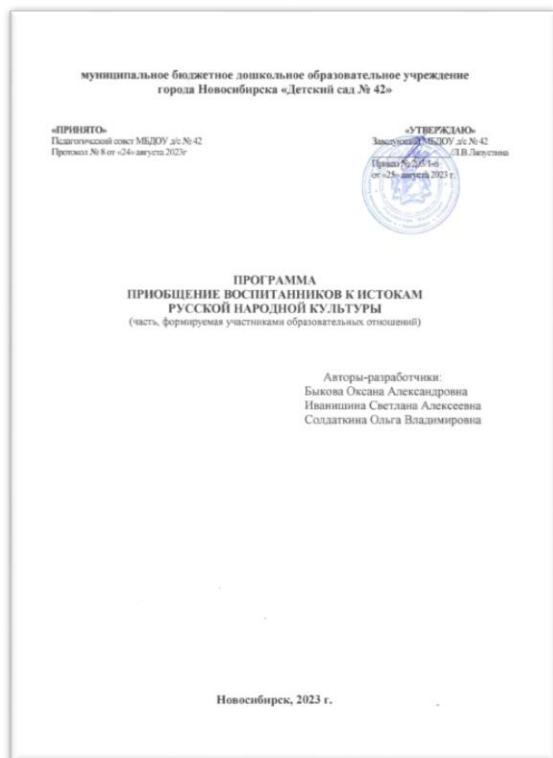 муниципальное бюджетное дошкольное образовательное учреждение
города Новосибирска «Детский сад № 42»
«ПРИНЯТО»
Педагогический совет МБДОУ д/с № 42
Протокол № 8 от «24» августа 2023г
«УТВЕРЖДАЮ»
Заведующий МБДОУ д/с № 42
Приказ №
от «25» августа 2023 г.
ПРОГРАММА
ПРИОБЩЕНИЕ ВОСПИТАННИКОВ К ИСТОКАМ
РУССКОЙ НАРОДНОЙ КУЛЬТУРЫ
(часть, формируемая участниками образовательных отношений)
Авторы-разработчики:
Быкова Оксана Александровна
Иванишина Светлана Алексеевна
Солдаткина Ольга Владимировна
Новосибирск, 2023 г.